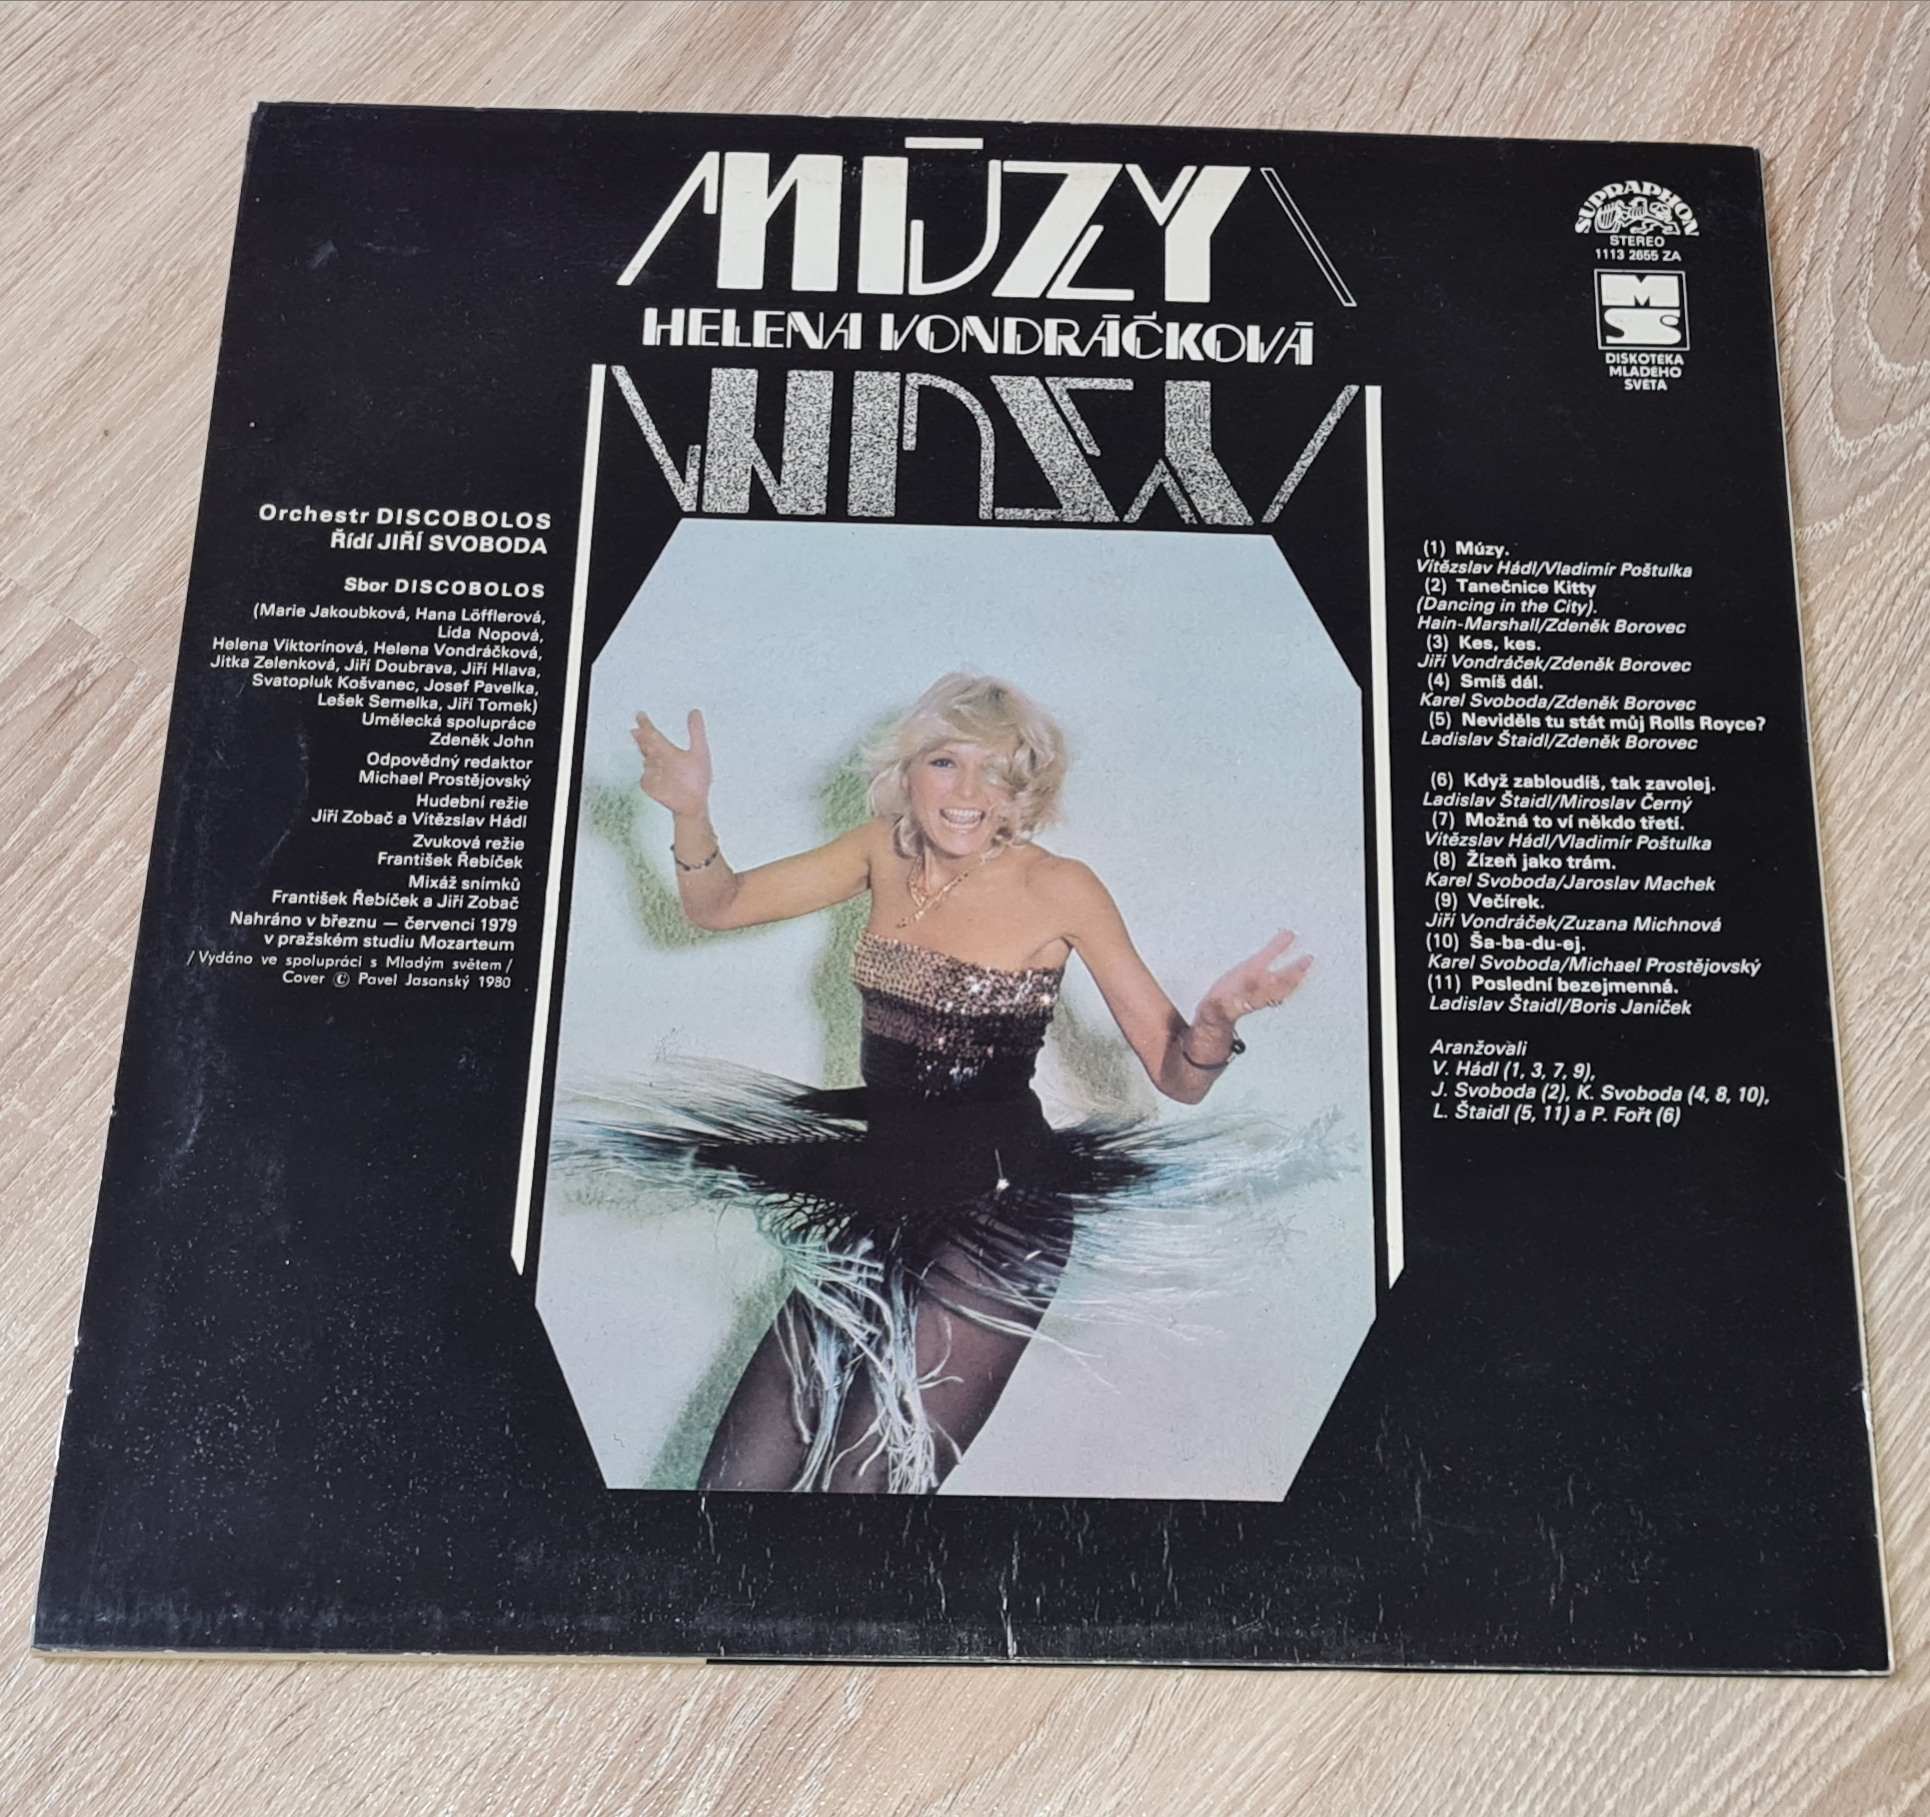 MÚZY
HELENA VONDRÁČKOVÁ
MÚZY
SUPRAPHON
STEREO
1113 2655 ZA
M
S S
DISKOTÉKA
MLADÉHO
SVĚTA
Orchestr DISCOBOLOS
Řídí JIŘÍ SVOBODA
Sbor DISCOBOLOS
(Marie Jakoubková, Hana Löfflerová,
Lída Nopová,
Helena Viktorínová, Helena Vondráčková,
Jitka Zelenková, Jiří Doubrava, Jiří Hlava,
Svatopluk Košvanec, Josef Pavelka,
Lešek Semelka, Jiří Tomek)
Umělecká spolupráce
Zdeněk John
Odpovědný redaktor
Michael Prostějovský
Hudební režie
Jiří Zobač a Vítězslav Hádl
Zvuková režie
František Řebíček
Mixáž snímků
František Řebíček a Jiří Zobač
Nahráno v březnu — červenci 1979
v pražském studiu Mozarteum
/Vydáno ve spolupráci s Mladým světem/
Cover © Pavel Jasanský 1980
(1) Múzy.
Vítězslav Hádl/Vladimír Poštulka
(2) Tanečnice Kitty
(Dancing in the City).
Hain-Marshall/Zdeněk Borovec
(3) Kes, kes.
Jiří Vondráček/Zdeněk Borovec
(4) Smíš dál.
Karel Svoboda/Zdeněk Borovec
(5) Neviděls tu stát můj Rolls Royce?
Ladislav Štaidl/Zdeněk Borovec
(6) Když zabloudíš, tak zavolej.
Ladislav Štaidl/Miroslav Černý
(7) Možná to ví někdo třetí.
Vítězslav Hádl/Vladimír Poštulka
(8) Žízeň jako trám.
Karel Svoboda/Jaroslav Machek
(9) Večírek.
Jiří Vondráček/Zuzana Michnová
(10) Ša-ba-du-ej.
Karel Svoboda/Michael Prostějovský
(11) Poslední bezejmenná.
Ladislav Štaidl/Boris Janíček
Aranžovali
V. Hádl (1, 3, 7, 9),
J. Svoboda (2), K. Svoboda (4, 8, 10),
L. Štaidl (5, 11) a P. Fořt (6)